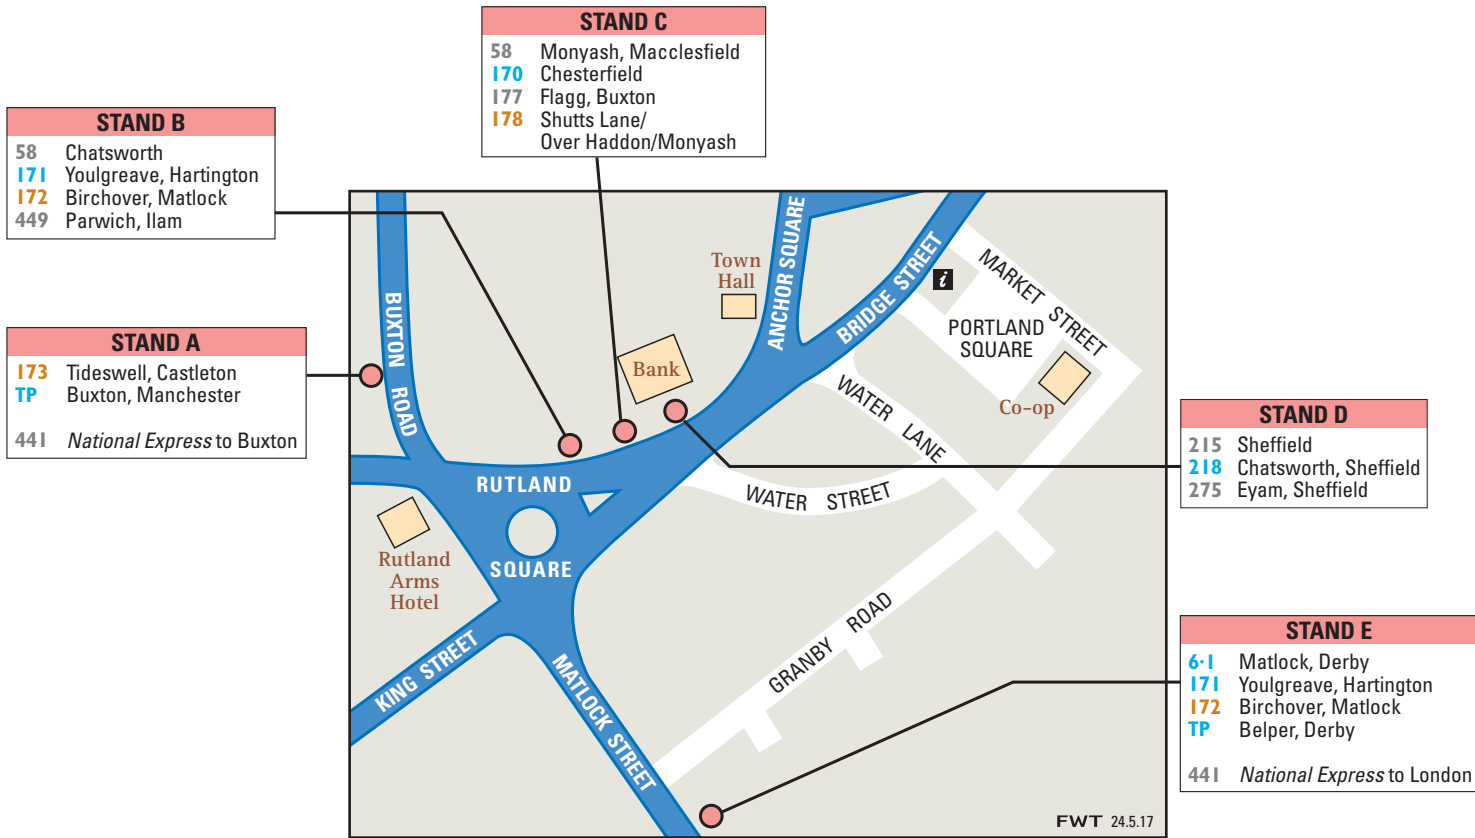 STAND C
58 Monyash, Macclesfield
170 Chesterfield
177 Flagg, Buxton
178 Shutts Lane/
Over Haddon/Monyash
STAND B
58 Chatsworth
171 Youlgreave, Hartington
172 Birchover, Matlock
449 Parwich, Ilam
STAND A
173 Tideswell, Castleton
TP Buxton, Manchester
441 National Express to Buxton
BUXTON ROAD
Town
Hall
Bank
ANCHOR SQUARE
BRIDGE STREET
i
MARKET STREET
PORTLAND
SQUARE
Co-op
WATER LANE
WATER STREET
RUTLAND
SQUARE
Rutland
Arms
Hotel
KING STREET
MATLOCK STREET
GRANBY ROAD
STAND D
215 Sheffield
218 Chatsworth, Sheffield
275 Eyam, Sheffield
STAND E
6·1 Matlock, Derby
171 Youlgreave, Hartington
172 Birchover, Matlock
TP Belper, Derby
441 National Express to London
FWT 24.5.17